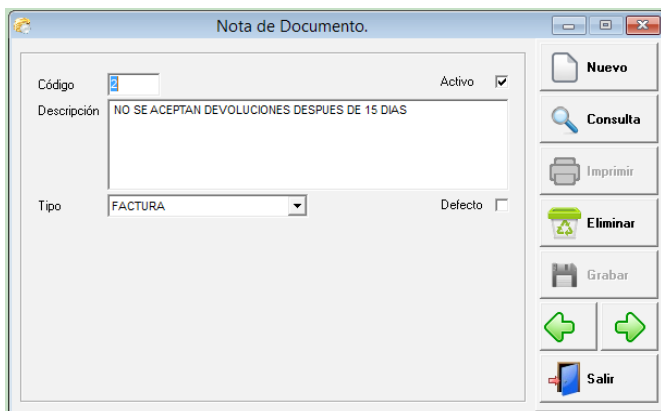 Nota de Documento.
Código 2 Activo
Descripción NO SE ACEPTAN DEVOLUCIONES DESPUES DE 15 DIAS
Tipo FACTURA Defecto
Nuevo
Consulta
Imprimir
Eliminar
Grabar
Salir